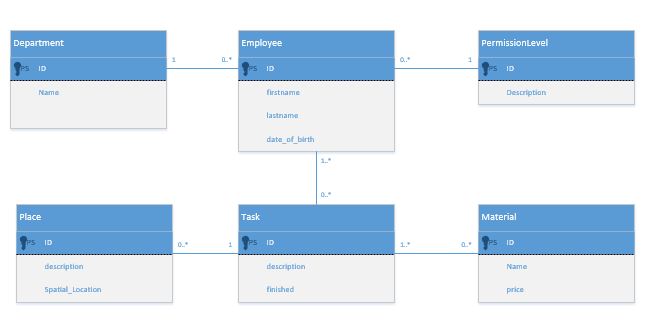 Department
PS ID
Name
1
0..*
Employee
PS ID
firstname
lastname
date_of_birth
0..*
1
PermissionLevel
PS ID
Description
1..*
0..*
Place
PS ID
description
Spatial_Location
0..*
1
Task
PS ID
description
finished
1..*
0..*
Material
PS ID
Name
price